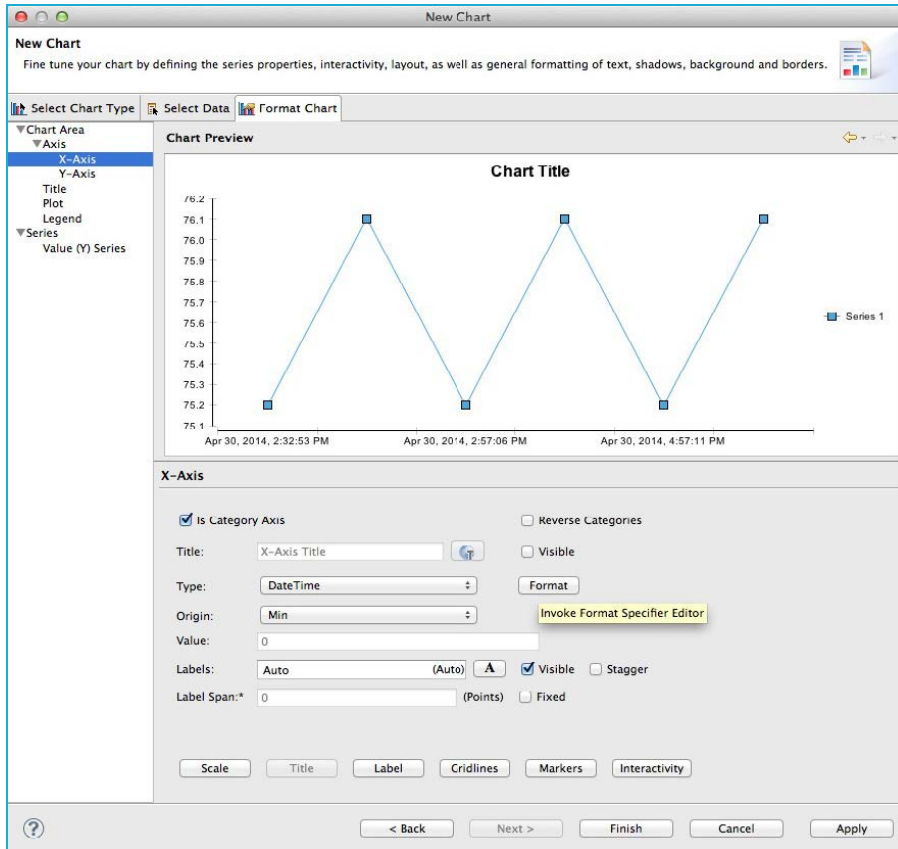 New Chart
New Chart
Fine tune your chart by defining the series properties, interactivity, layout, as well as general formatting of text, shadows, background and borders.
Select Chart Type Select Data Format Chart
Chart Area
Axis
X-Axis
Y-Axis
Title
Plot
Legend
Series
Value (Y) Series
Chart Preview
Chart Title
76.2
76.1
76.0
75.9
75.8
75.7
75.6
75.5
75.4
75.3
75.2
75.1
Apr 30, 2014, 2:32:53 PM Apr 30, 2014, 2:57:06 PM Apr 30, 2014, 4:57:11 PM
Series 1
X-Axis
Is Category Axis Reverse Categories
Title: X-Axis Title Visible
Type: DateTime Format
Invoke Format Specifier Editor
Origin: Min
Value: 0
Labels: Auto (Auto) A Visible Stagger
Label Span:* 0 (Points) Fixed
Scale Title Label Gridlines Markers Interactivity
? < Back Next > Finish Cancel Apply